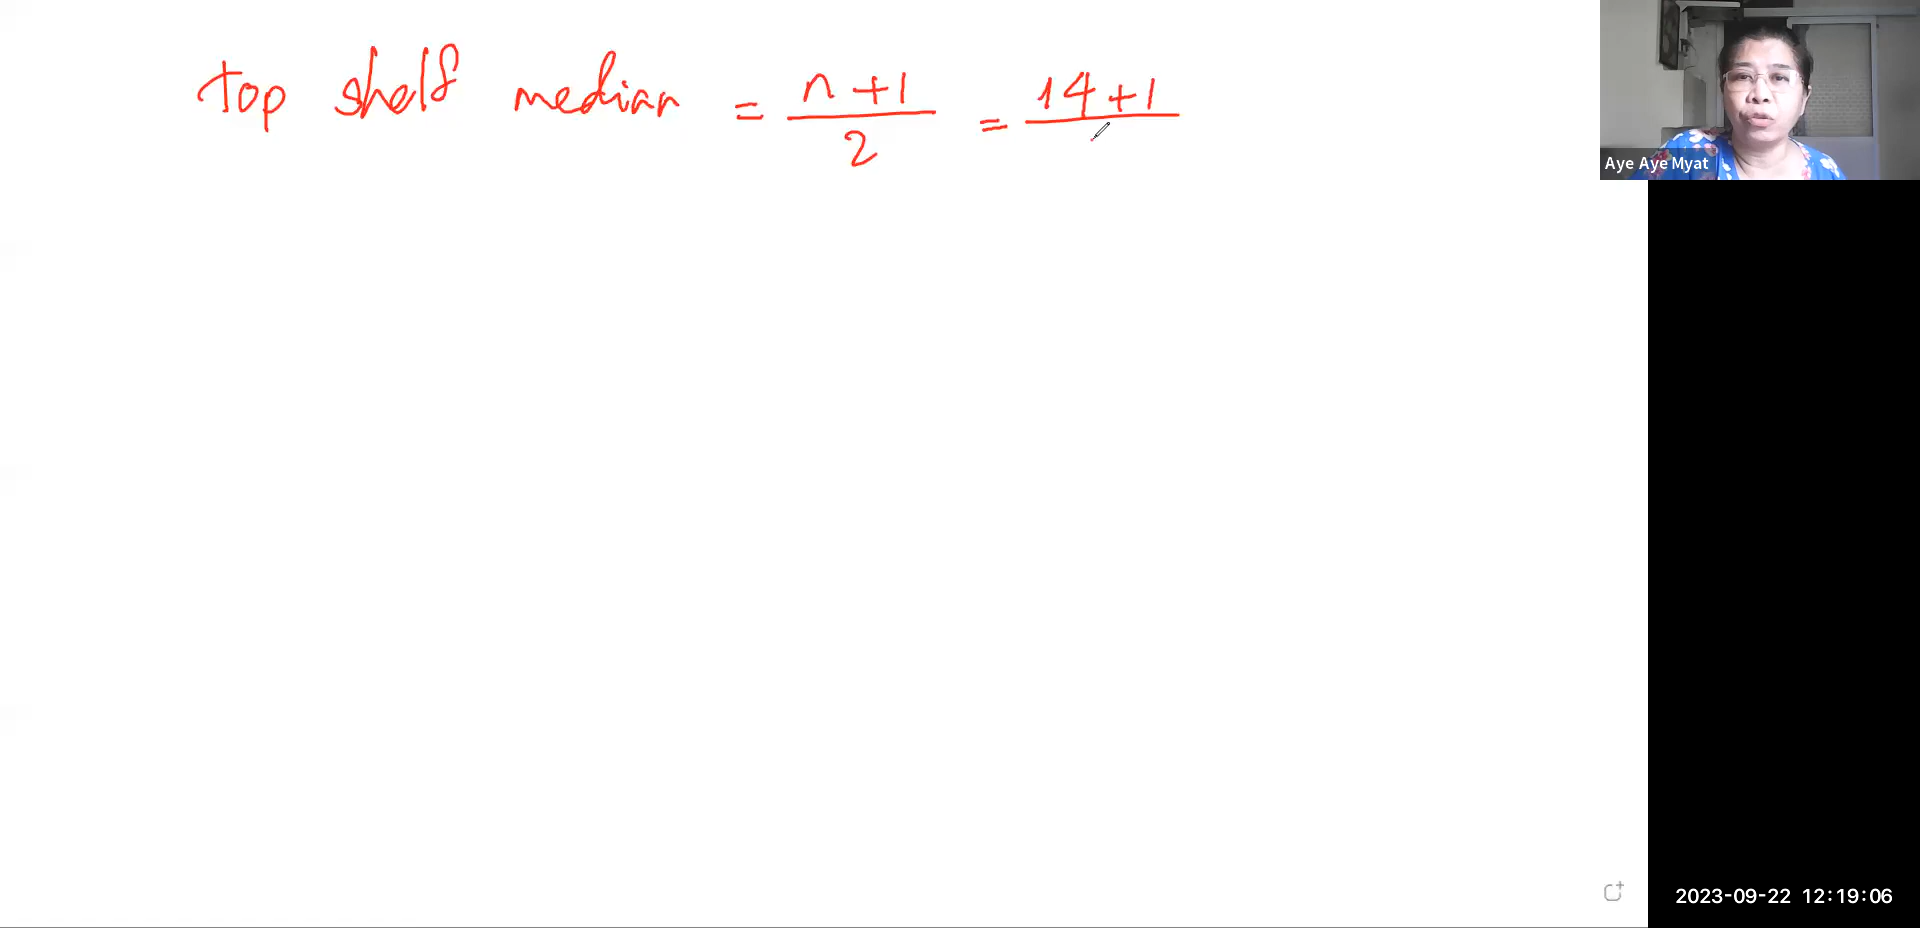 top shelf median = n+1/2 = 14+1/
Aye Aye Myat
2023-09-22 12:19:06